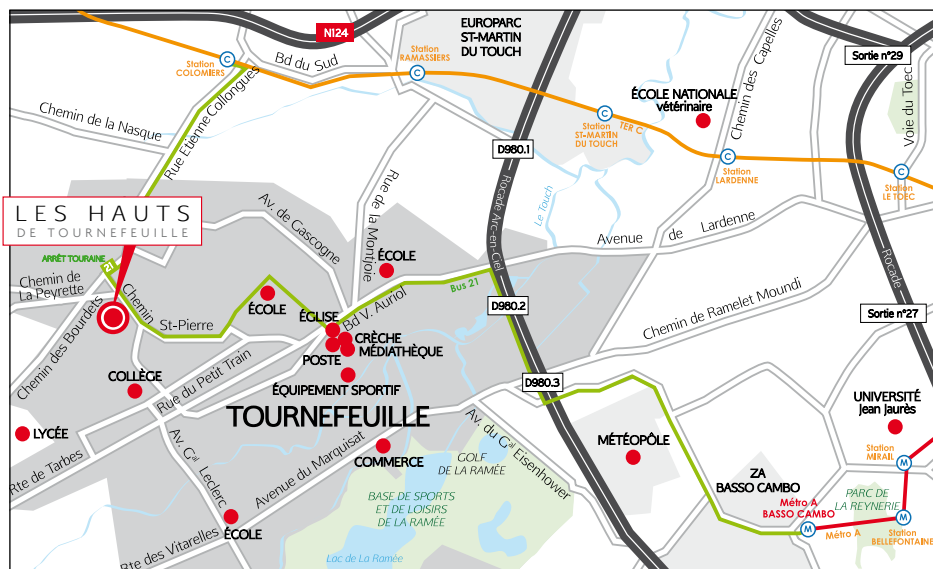 N124
Bd du Sud
Station
COLOMIERS
Station
RAMASSIERS
EUROPARC
ST-MARTIN
DU TOUCH
Sortie n°29
ÉCOLE NATIONALE
vétérinaire
Chemin des Capelles
Voie du Toec
Chemin de la Nasque
Rue Etienne Collongues
Station
ST-MARTIN
DU TOUCH
TER C
D980.1
Station
LARDENNE
Station
LE TOEC
Rue de la Montjoie
Rocade Arc-en-Ciel
Le Touch
LES HAUTS
DE TOURNEFEUILLE
Av. de Gascogne
Avenue de Lardenne
Rocade
ARRÊT TOURAINE
21
ÉCOLE
Chemin de
La Peyrette
Bus 21
Chemin des Bourdets
Chemin
St-Pierre
ÉCOLE
ÉGLISE
Bd V. Auriol
D980.2
Chemin de Ramelet Moundi
Sortie n°27
CRÈCHE
MÉDIATHÈQUE
POSTE
Rue du Petit Train
COLLÈGE
ÉQUIPEMENT SPORTIF
D980.3
TOURNEFEUILLE
UNIVERSITÉ
Jean Jaurès
LYCÉE
Rte de Tarbes
Av. Gal Leclerc
Avenue du Marquisat
COMMERCE
Av. du Gal Eisenhower
GOLF
DE LA RAMÉE
MÉTÉOPÔLE
Station
MIRAIL
ZA
BASSO CAMBO
BASE DE SPORTS
ET DE LOISIRS
DE LA RAMÉE
Métro A
BASSO CAMBO
PARC DE
LA REYNERIE
Métro A
Station
BELLEFONTAINE
ÉCOLE
Rte des Vitarelles
Lac de La Ramée
C
C
C
C
C
M
M
M